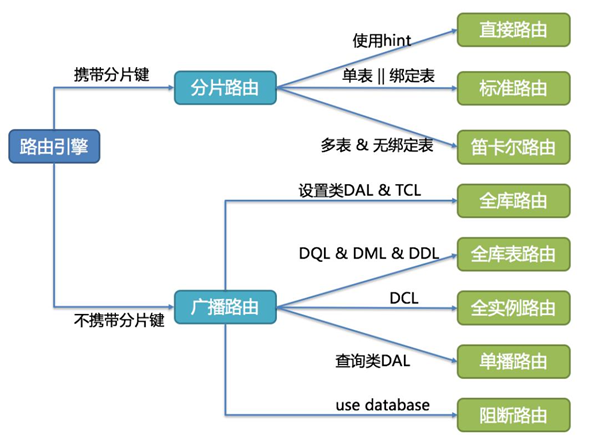 使用hint
直接路由
携带分片键
分片路由
单表 || 绑定表
标准路由
路由引擎
多表 & 无绑定表
笛卡尔路由
设置类DAL & TCL
全库路由
DQL & DML & DDL
全库表路由
不携带分片键
广播路由
DCL
全实例路由
查询类DAL
单播路由
use database
阻断路由